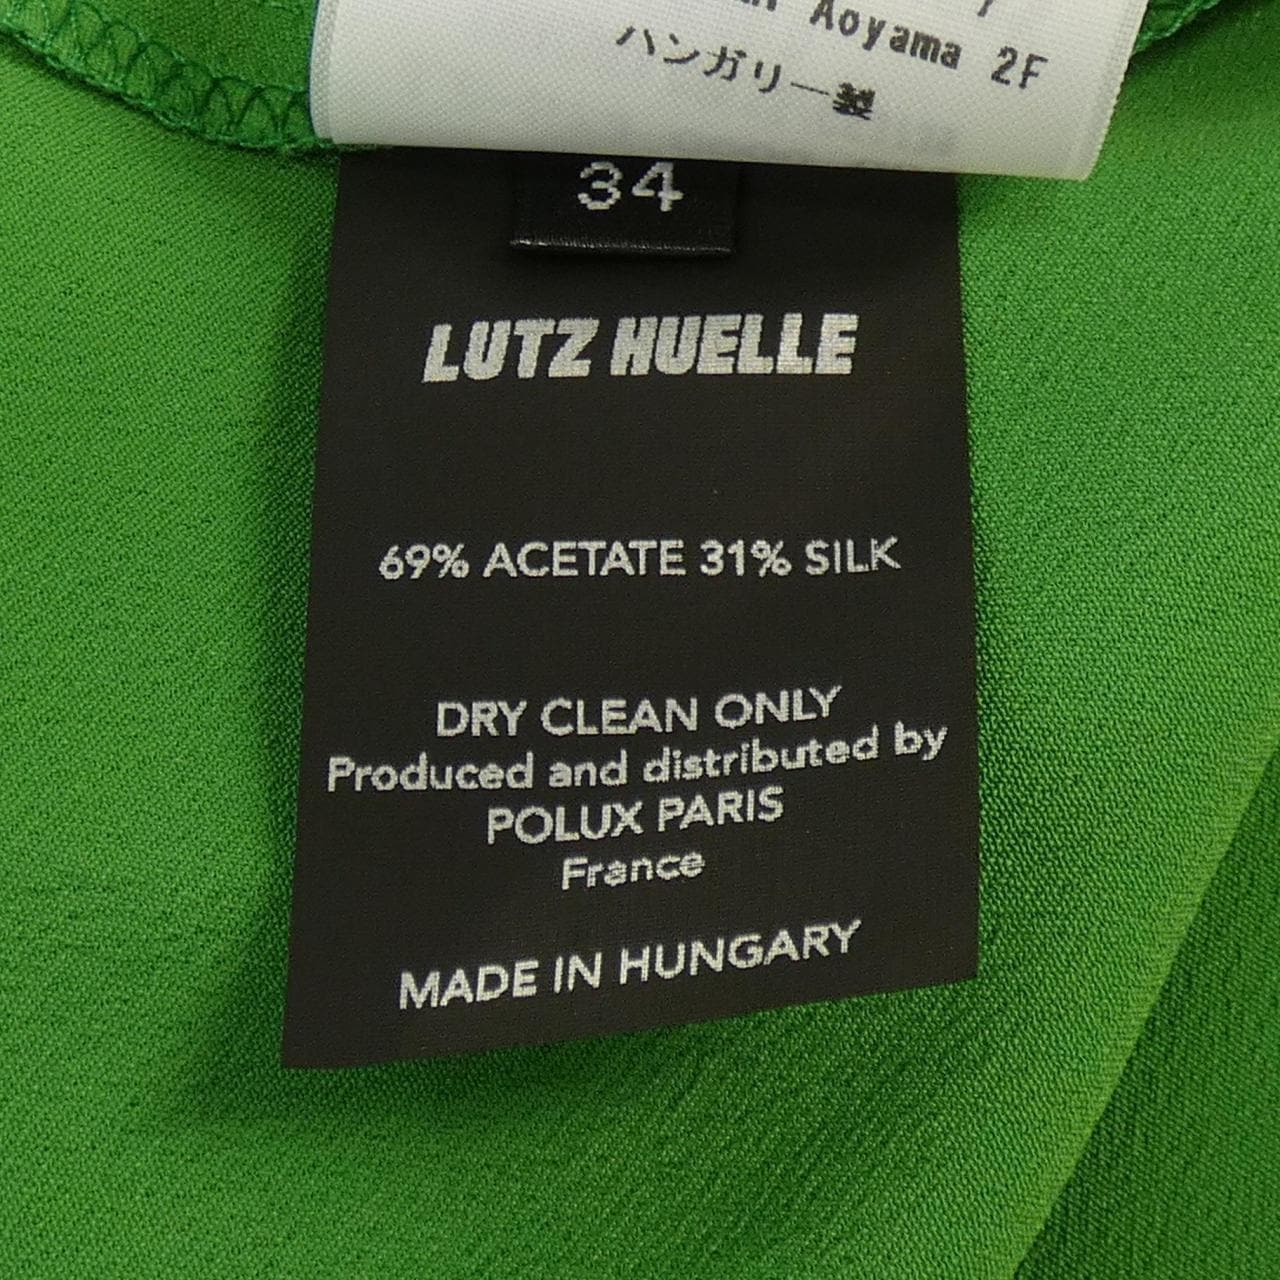 Aoyama 2F
ハンガリー製
34
LUTZ HUELLE
69% ACETATE 31% SILK
DRY CLEAN ONLY
Produced and distributed by
POLUX PARIS
France
MADE IN HUNGARY